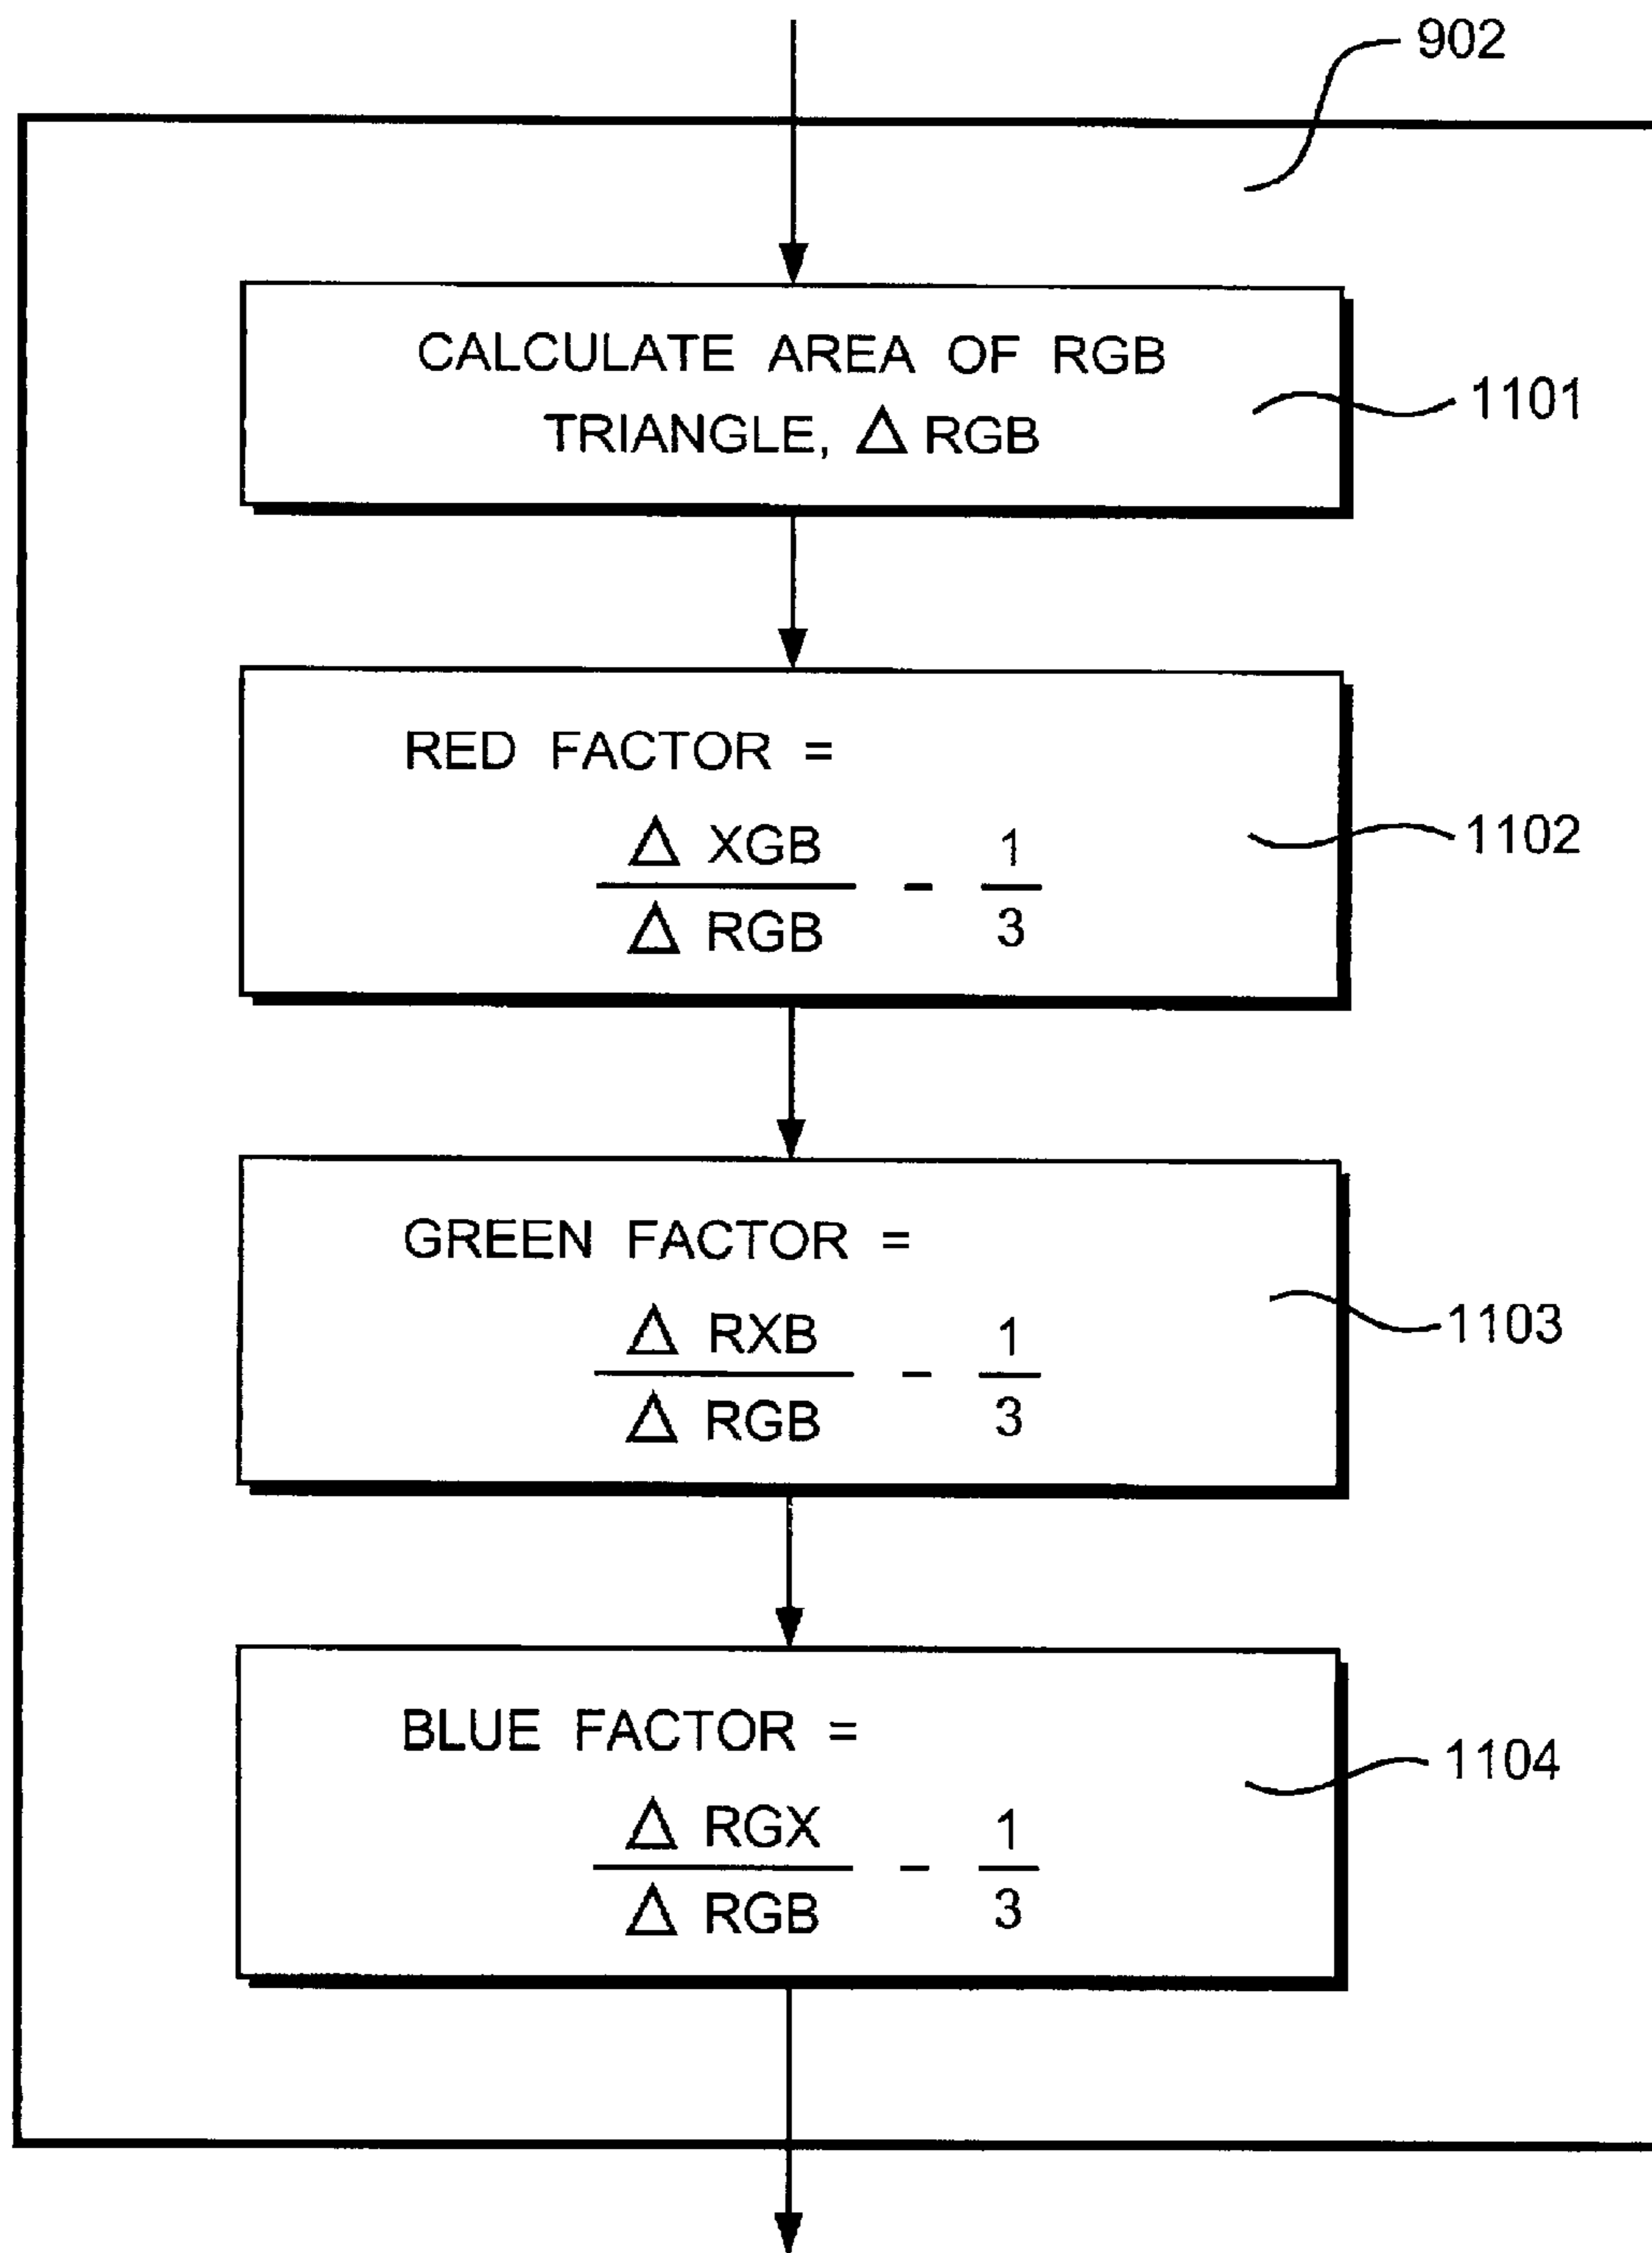 902
CALCULATE AREA OF RGB
TRIANGLE, △ RGB
1101
RED FACTOR =
△ XGB
△ RGB
- 1
3
1102
GREEN FACTOR =
△ RXB
△ RGB
- 1
3
1103
BLUE FACTOR =
△ RGX
△ RGB
- 1
3
1104